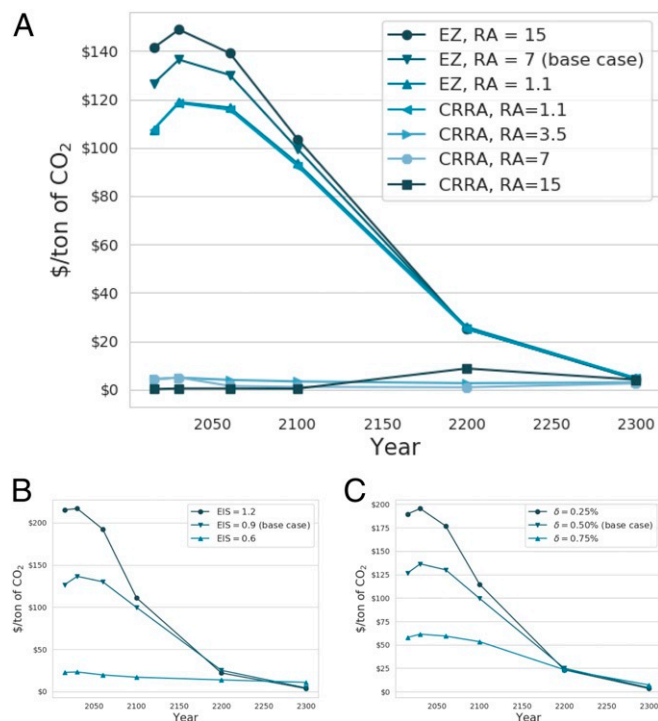 A
$/ton of CO2
$140
$120
$100
$80
$60
$40
$20
$0
EZ, RA = 15
EZ, RA = 7 (base case)
EZ, RA = 1.1
CRRA, RA=1.1
CRRA, RA=3.5
CRRA, RA=7
CRRA, RA=15
2050 2100 2150 2200 2250 2300
Year
B
$/ton of CO2
$200
$150
$100
$50
$0
EIS = 1.2
EIS = 0.9 (base case)
EIS = 0.6
2050 2100 2150 2200 2250 2300
Year
C
$/ton of CO2
$200
$175
$150
$125
$100
$75
$50
$25
$0
δ = 0.25%
δ = 0.50% (base case)
δ = 0.75%
2050 2100 2150 2200 2250 2300
Year